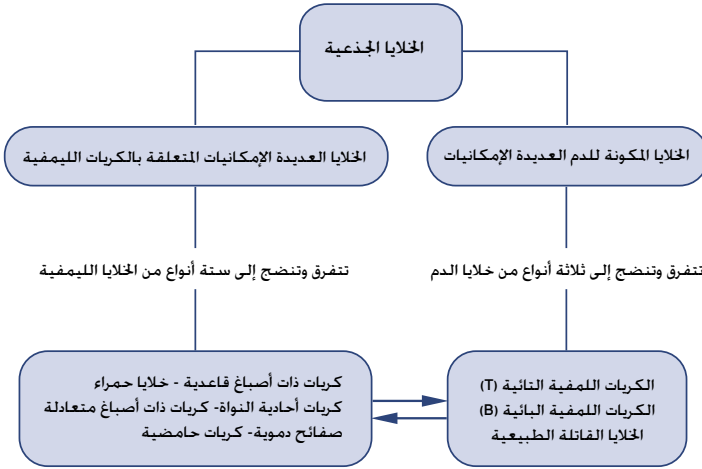 الخلايا الجذعية
الخلايا المكونة للدم العديدة الإمكانيات
الخلايا العديدة الإمكانيات المتعلقة بالكريات الليمفية
تتفرق وتنضج إلى ثلاثة أنواع من خلايا الدم
تتفرق وتنضج إلى ستة أنواع من الخلايا الليمفية
الكريات اللمفية التائية (T)
الكريات اللمفية البائية (B)
الخلايا القاتلة الطبيعية
كريات ذات أصباغ قاعدية - خلايا حمراء
كريات أحادية النواة- كريات ذات أصباغ متعادلة
صفائح دموية- كريات حامضية